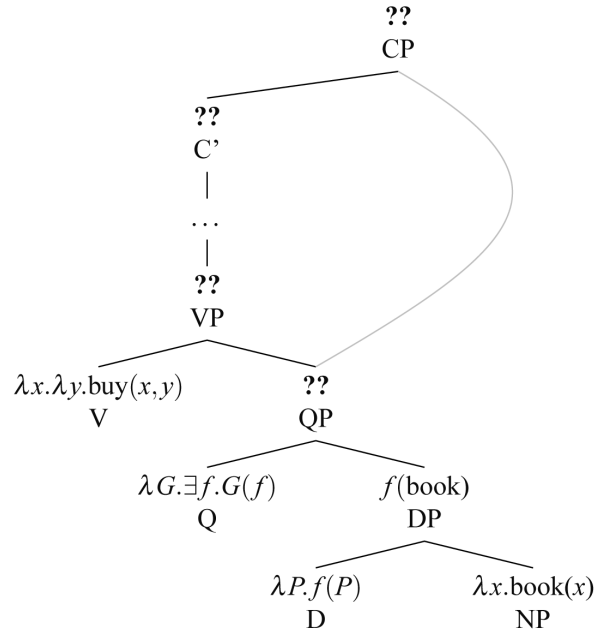 ??
CP
??
C’
...
??
VP
λx.λy.buy(x,y)
V
??
QP
λG.∃f.G(f)
Q
f(book)
DP
λP.f(P)
D
λx.book(x)
NP